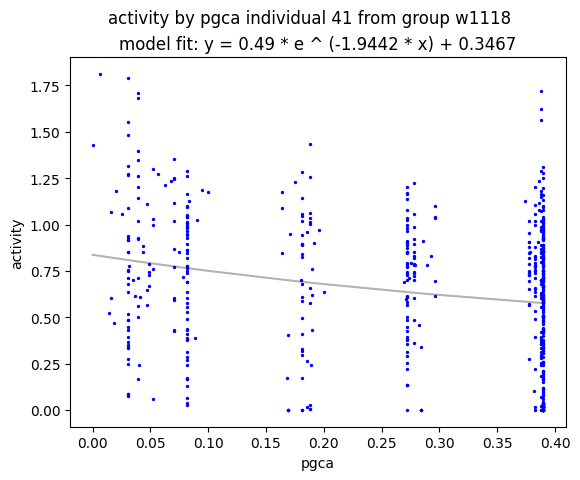 activity by pgca individual 41 from group w1118
model fit: y = 0.49 * e ^ (-1.9442 * x) + 0.3467
1.75
1.50
1.25
1.00
0.75
0.50
0.25
0.00
activity
0.00 0.05 0.10 0.15 0.20 0.25 0.30 0.35 0.40
pgca